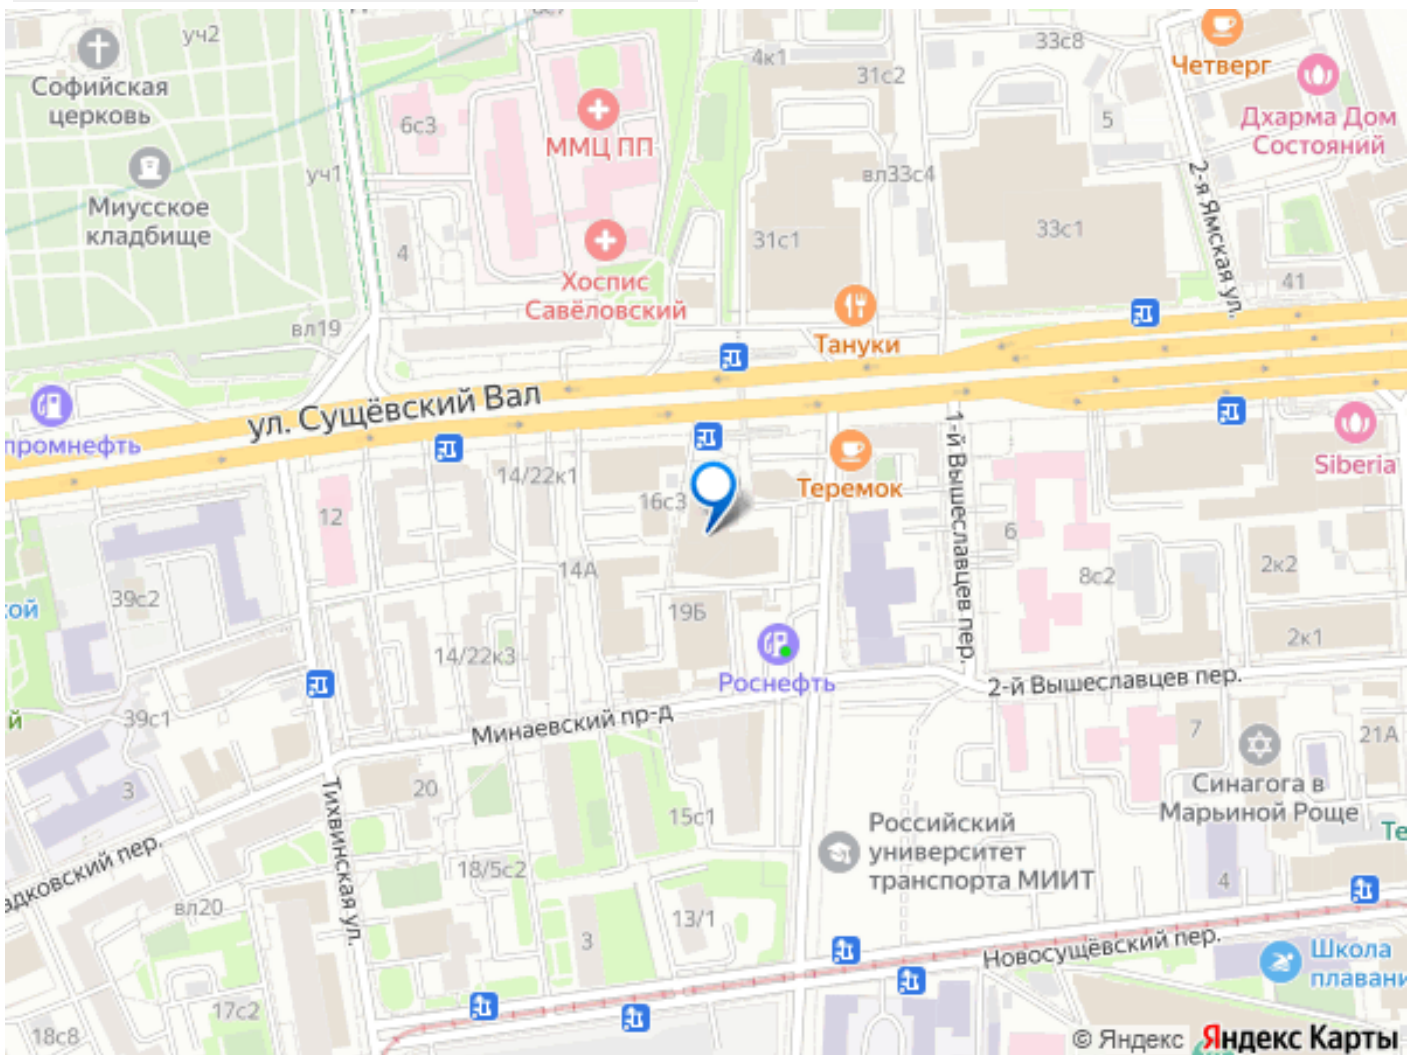 уч2
Софийская
церковь
уч1
Миусское
кладбище
6с3
ММЦ ПП
4
Хоспис
Савёловский
вл19
4к1
31с2
33с8
Четверг
5
Дхарма Дом
Состояний
вл33с4
2-я Ямская ул.
31с1
33с1
41
Тануки
ул. Сущёвский Вал
промнефть
14/22к1
16с3
Теремок
1-й Вышеславцев пер.
Siberia
12
6
14А
8с2
2к2
39с2
кой
19Б
2к1
14/22к3
Роснефть
2-й Вышеславцев пер.
й
39с1
Минаевский пр-д
7
21А
Синагога в
Марьиной Роще
3
20
Тихвинская ул.
15с1
Российский
университет
транспорта МИИТ
Те
адковский пер.
18/5с2
4
вл20
13/1
3
Новосущёвский пер.
Школа
плавани
17с2
18с8
© Яндекс Яндекс Карты